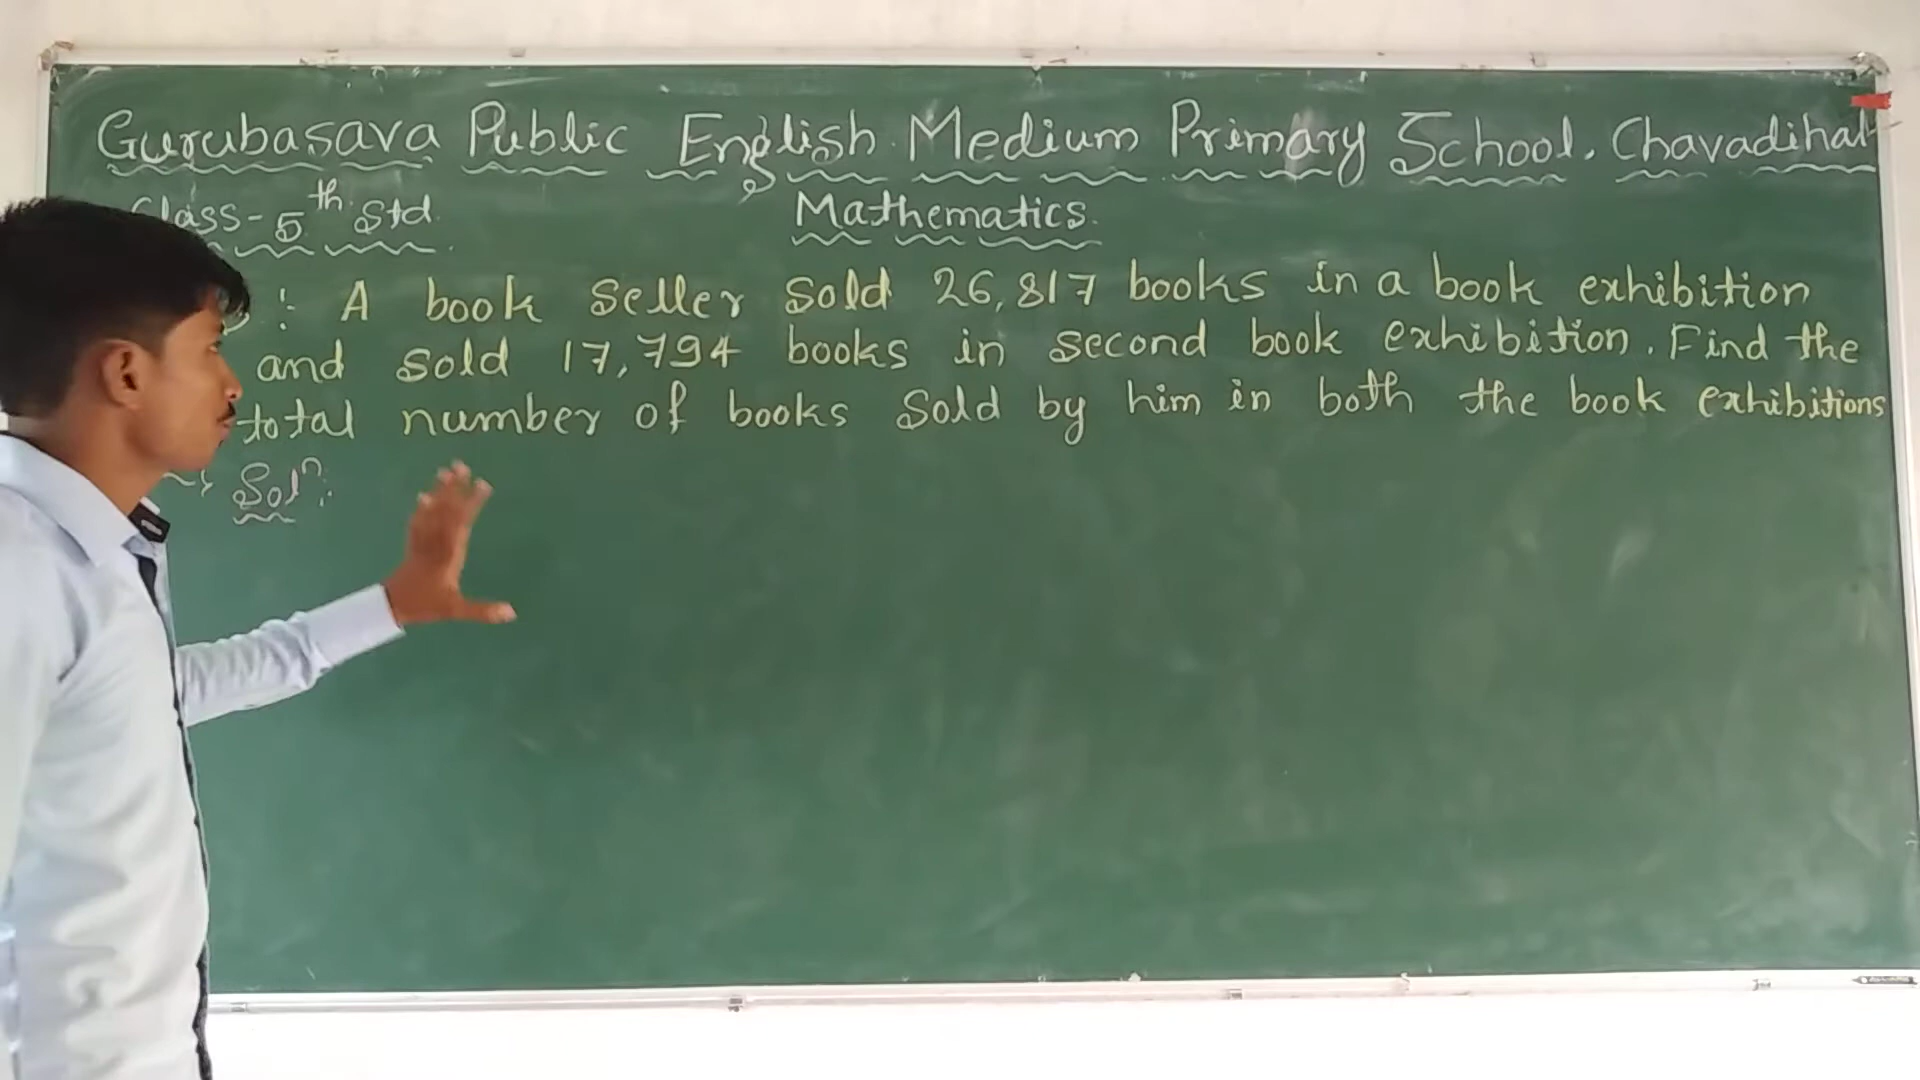 Gurubasava Public English Medium Primary School, Chavadihal
Class-5th Std. Mathematics.
: A book seller sold 26,817 books in a book exhibition
and sold 17,794 books in second book exhibition. Find the
total number of books sold by him in both the book exhibitions
Solⁿ: